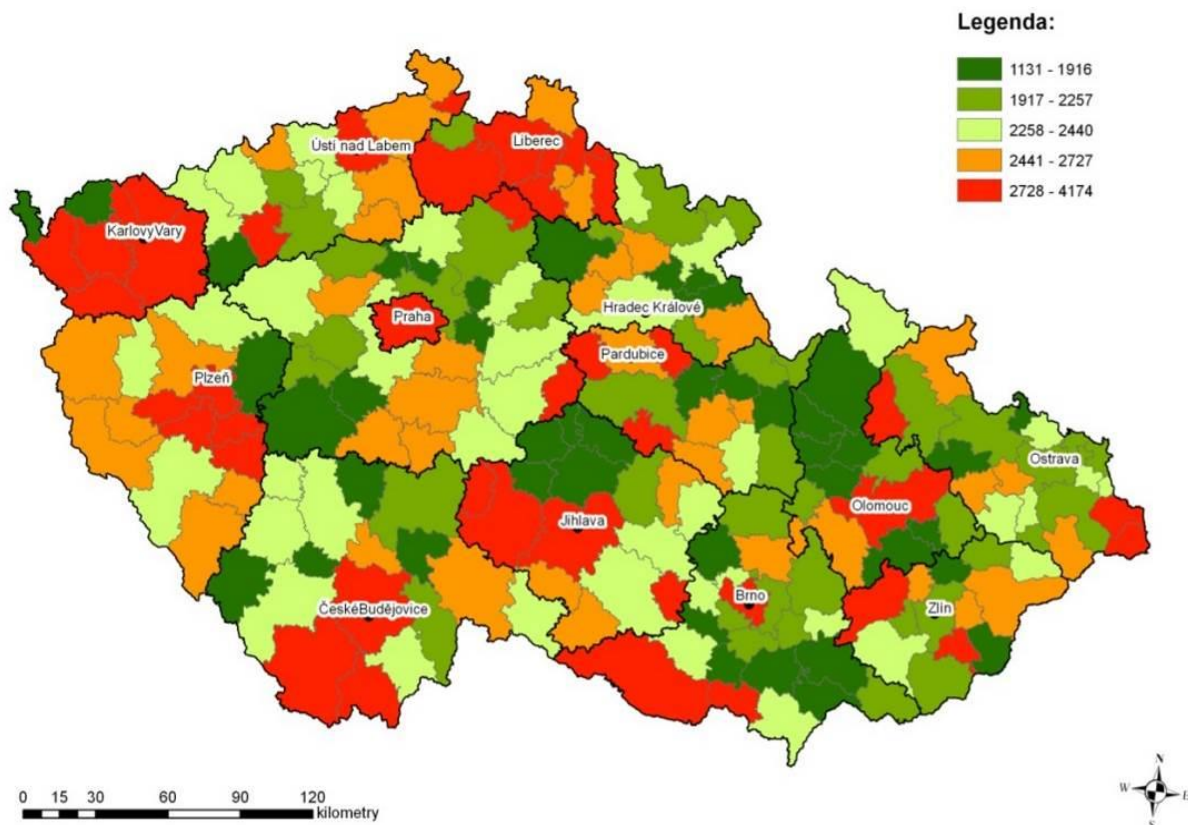 Legenda:
1131 - 1916
1917 - 2257
2258 - 2440
2441 - 2727
2728 - 4174
Ústí nad Labem
Liberec
KarlovyVary
Hradec Králové
Praha
Pardubice
Plzeň
Ostrava
Olomouc
Jihlava
Brno
Zlín
ČeskéBudějovice
0 15 30 60 90 120
kilometry
N
W E
S